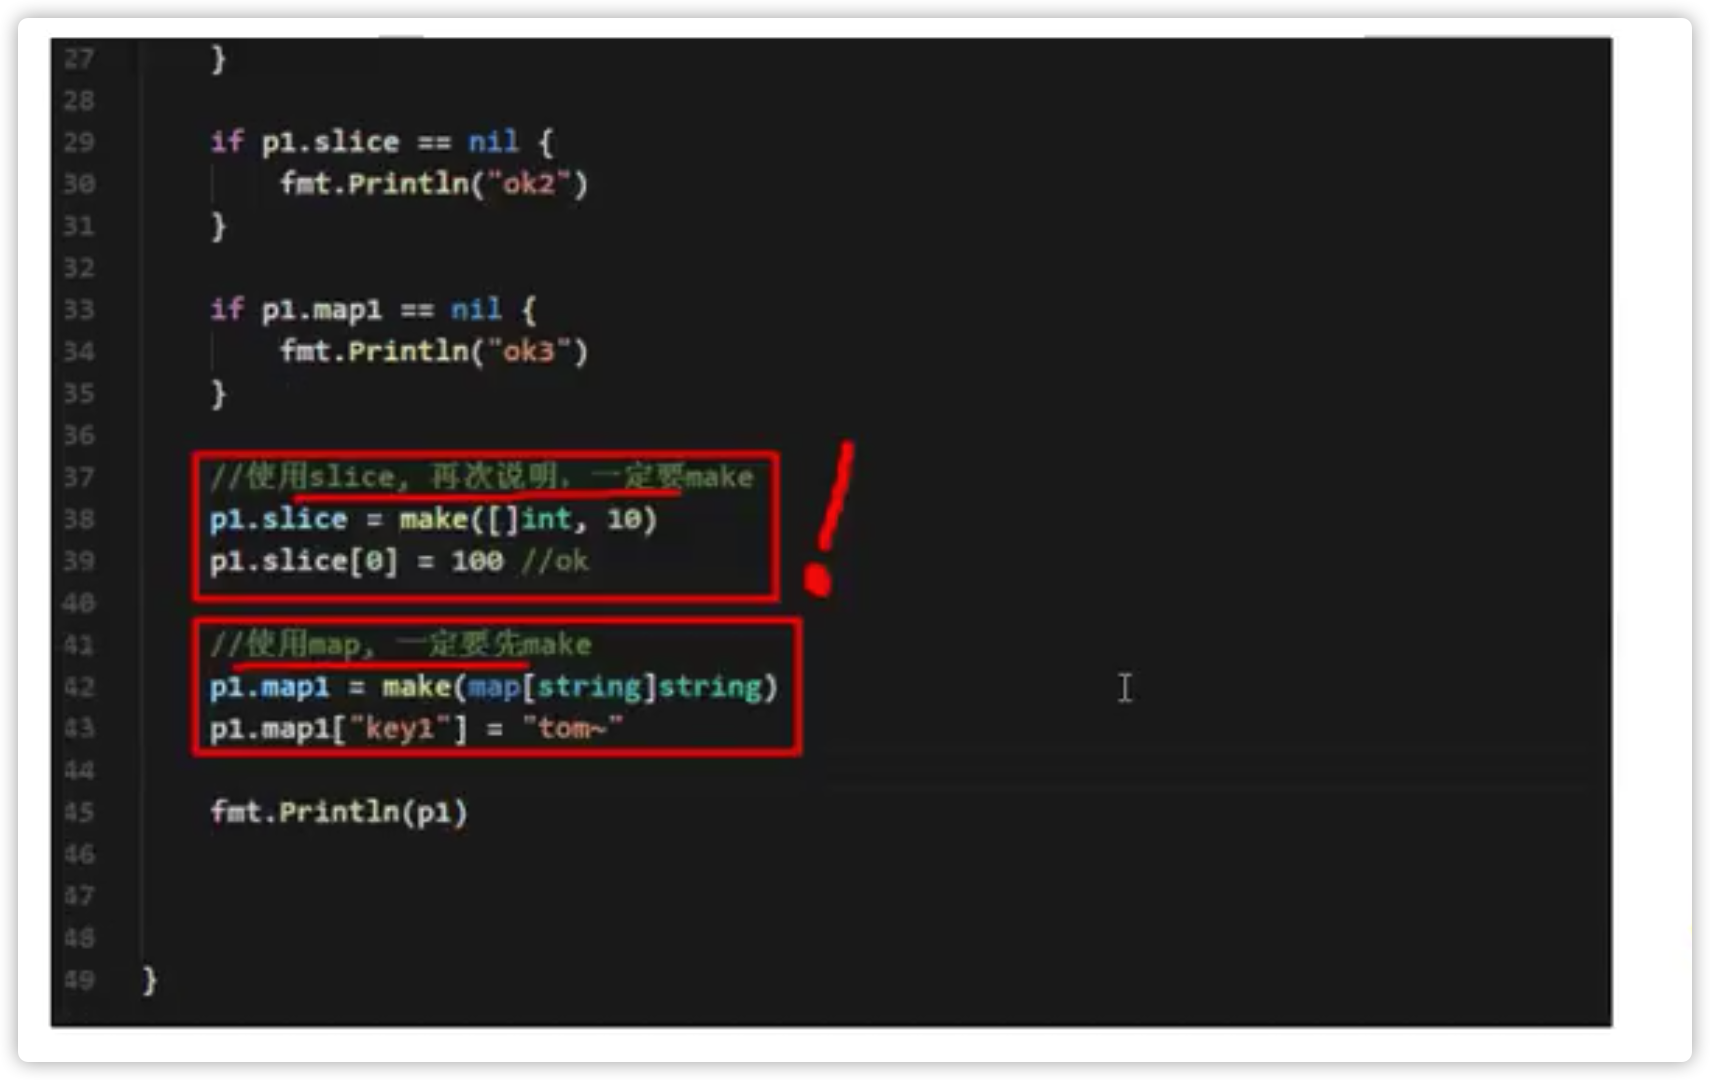 27 }
28
29 if p1.slice == nil {
30 fmt.Println("ok2")
31 }
32
33 if p1.map1 == nil {
34 fmt.Println("ok3")
35 }
36
37 //使用slice, 再次说明, 一定要make
38 p1.slice = make([]int, 10)
39 p1.slice[0] = 100 //ok
40
41 //使用map, 一定要先make
42 p1.map1 = make(map[string]string)
43 p1.map1["key1"] = "tom~"
44
45 fmt.Println(p1)
46
47
48
49 }
!